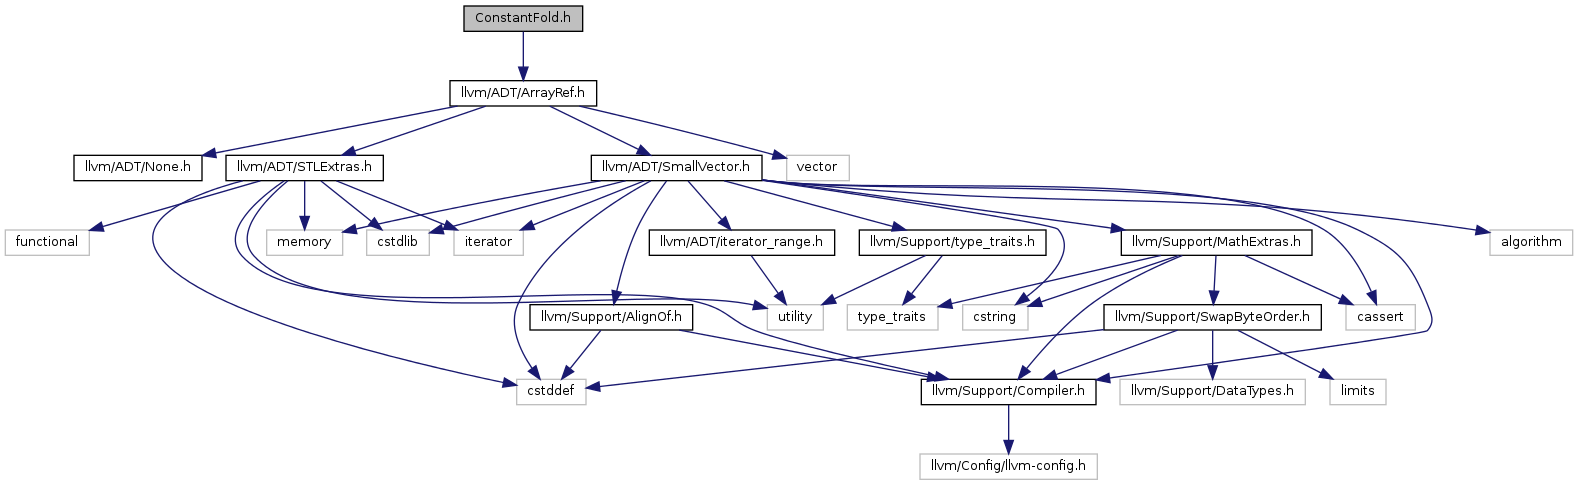 ConstantFold.h
llvm/ADT/ArrayRef.h
llvm/ADT/None.h
llvm/ADT/STLExtras.h
llvm/ADT/SmallVector.h
vector
functional
memory
cstdlib
iterator
llvm/ADT/iterator_range.h
llvm/Support/type_traits.h
llvm/Support/MathExtras.h
algorithm
llvm/Support/AlignOf.h
utility
type_traits
cstring
llvm/Support/SwapByteOrder.h
cassert
cstddef
llvm/Support/Compiler.h
llvm/Support/DataTypes.h
limits
llvm/Config/llvm-config.h